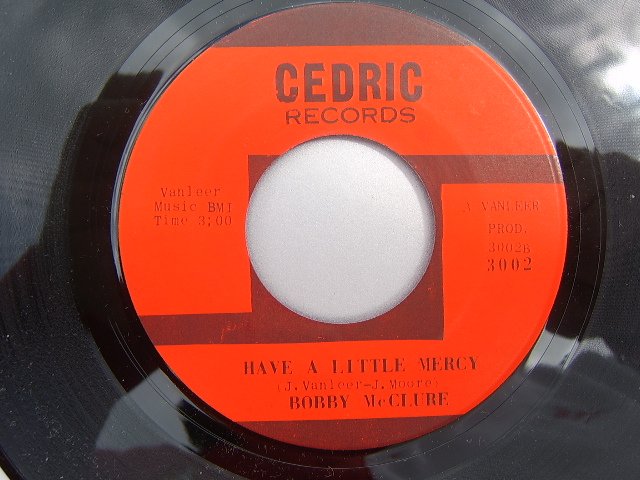 CEDRIC
RECORDS
Vanleer
Music BMI
Time 3;00
A VANLEER
PROD.
3002B
3002
HAVE A LITTLE MERCY
(J.Vanleer-J.Moore)
BOBBY McCLURE